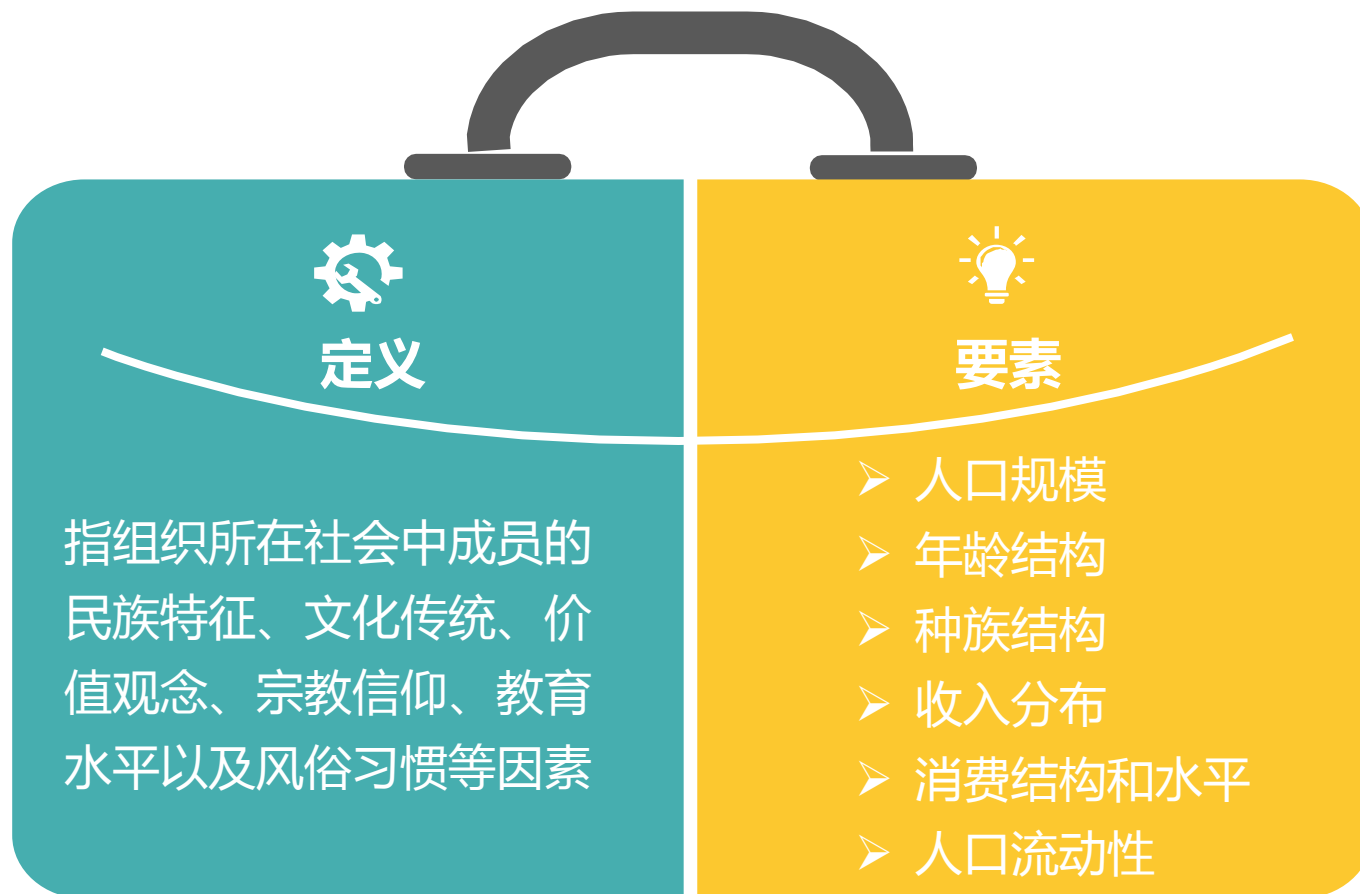 定义
指组织所在社会中成员的
民族特征、文化传统、价
值观念、宗教信仰、教育
水平以及风俗习惯等因素
要素
人口规模
年龄结构
种族结构
收入分布
消费结构和水平
人口流动性